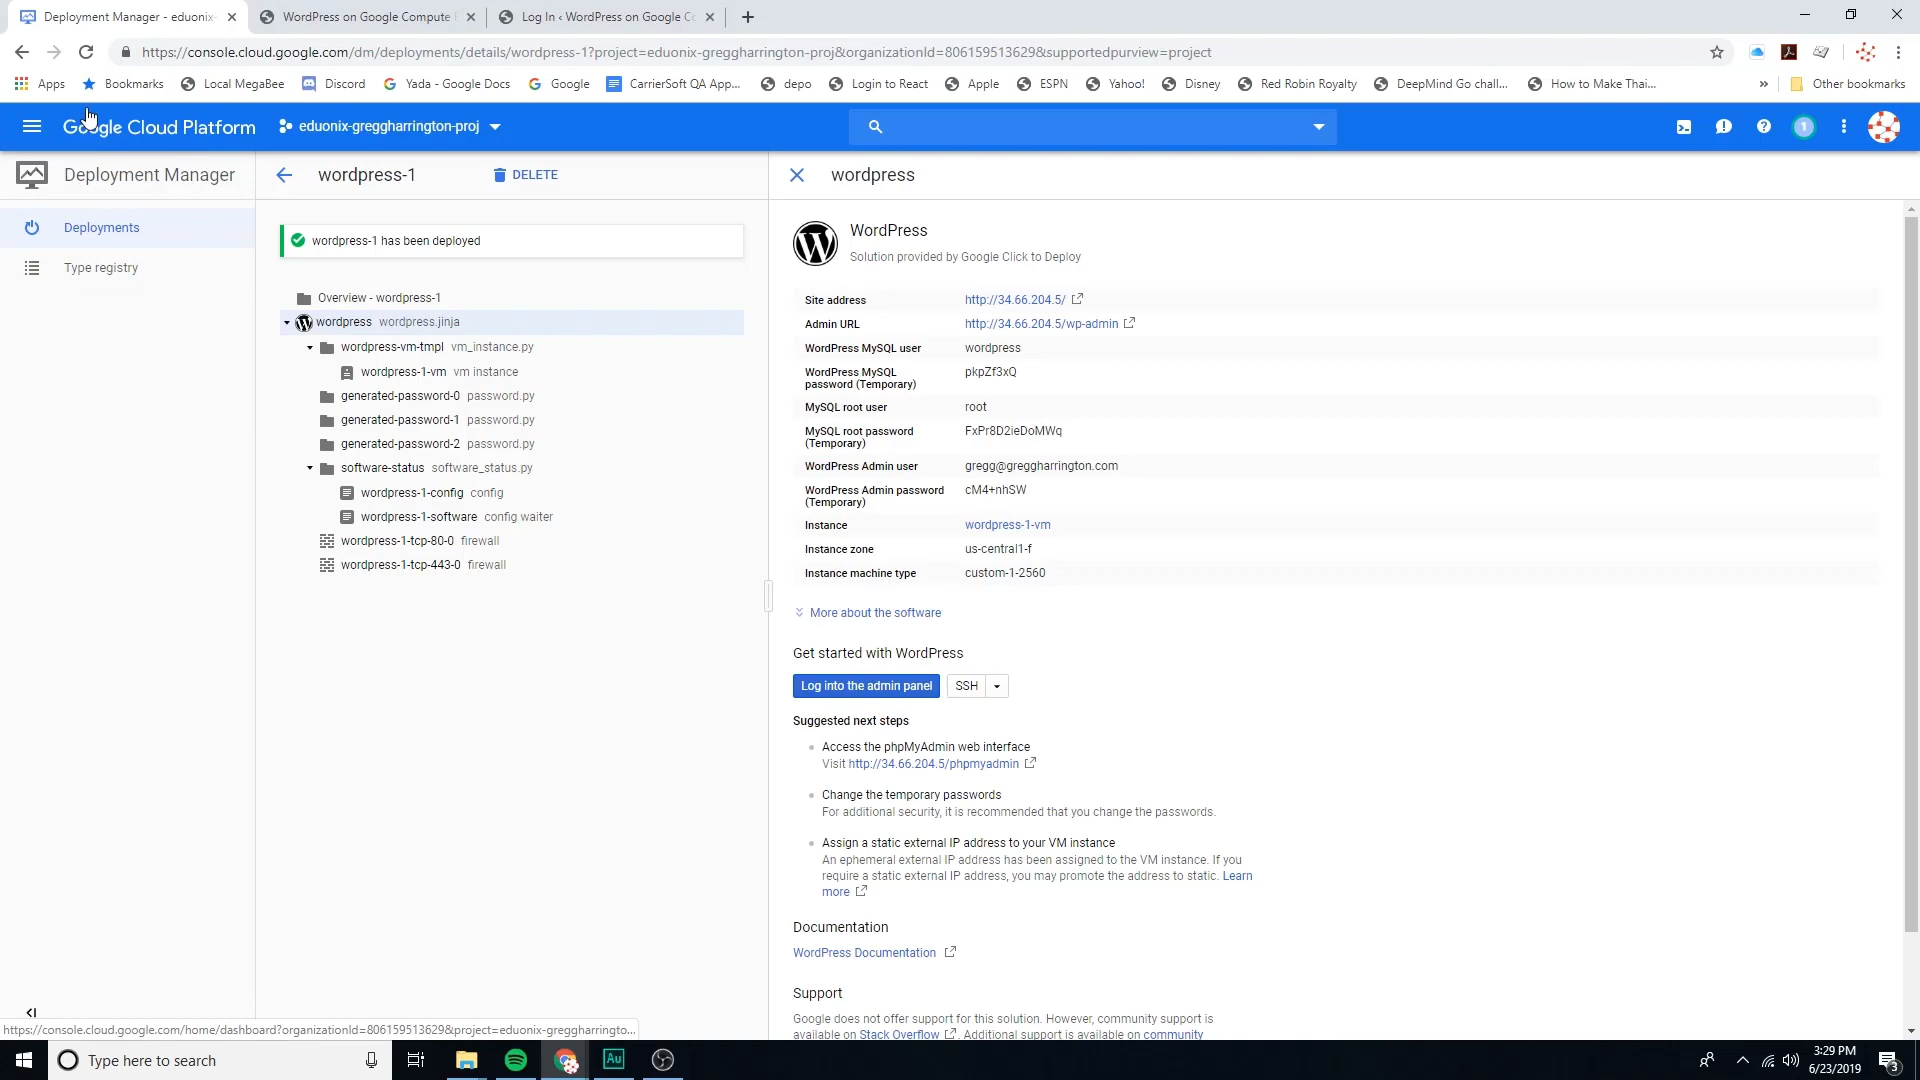 Deployment Manager - eduonix-
WordPress on Google Compute E
Log In ‹ WordPress on Google Co
https://console.cloud.google.com/dm/deployments/details/wordpress-1?project=eduonix-greggharrington-proj&organizationId=806159513629&supportedpurview=project
Apps
Bookmarks
Local MegaBee
Discord
Yada - Google Docs
Google
CarrierSoft QA App...
depo
Login to React
Apple
ESPN
Yahoo!
Disney
Red Robin Royalty
DeepMind Go chall...
How to Make Thai...
»
Other bookmarks
Google Cloud Platform
eduonix-greggharrington-proj
1
Deployment Manager
wordpress-1
DELETE
wordpress
Deployments
Type registry
wordpress-1 has been deployed
Overview - wordpress-1
wordpress wordpress.jinja
wordpress-vm-tmpl vm_instance.py
wordpress-1-vm vm instance
generated-password-0 password.py
generated-password-1 password.py
generated-password-2 password.py
software-status software_status.py
wordpress-1-config config
wordpress-1-software config waiter
wordpress-1-tcp-80-0 firewall
wordpress-1-tcp-443-0 firewall
WordPress
Solution provided by Google Click to Deploy
Site address http://34.66.204.5/
Admin URL http://34.66.204.5/wp-admin
WordPress MySQL user wordpress
WordPress MySQL pkpZf3xQ
password (Temporary)
MySQL root user root
MySQL root password FxPr8D2ieDoMWq
(Temporary)
WordPress Admin user gregg@greggharrington.com
WordPress Admin password cM4+nhSW
(Temporary)
Instance wordpress-1-vm
Instance zone us-central1-f
Instance machine type custom-1-2560
More about the software
Get started with WordPress
Log into the admin panel SSH
Suggested next steps
Access the phpMyAdmin web interface
Visit http://34.66.204.5/phpmyadmin
Change the temporary passwords
For additional security, it is recommended that you change the passwords.
Assign a static external IP address to your VM instance
An ephemeral external IP address has been assigned to the VM instance. If you
require a static external IP address, you may promote the address to static. Learn
more
Documentation
WordPress Documentation
Support
Google does not offer support for this solution. However, community support is
available on Stack Overflow . Additional support is available on community
https://console.cloud.google.com/home/dashboard?organizationId=806159513629&project=eduonix-greggharringto...
Type here to search
Au
3:29 PM
6/23/2019
3